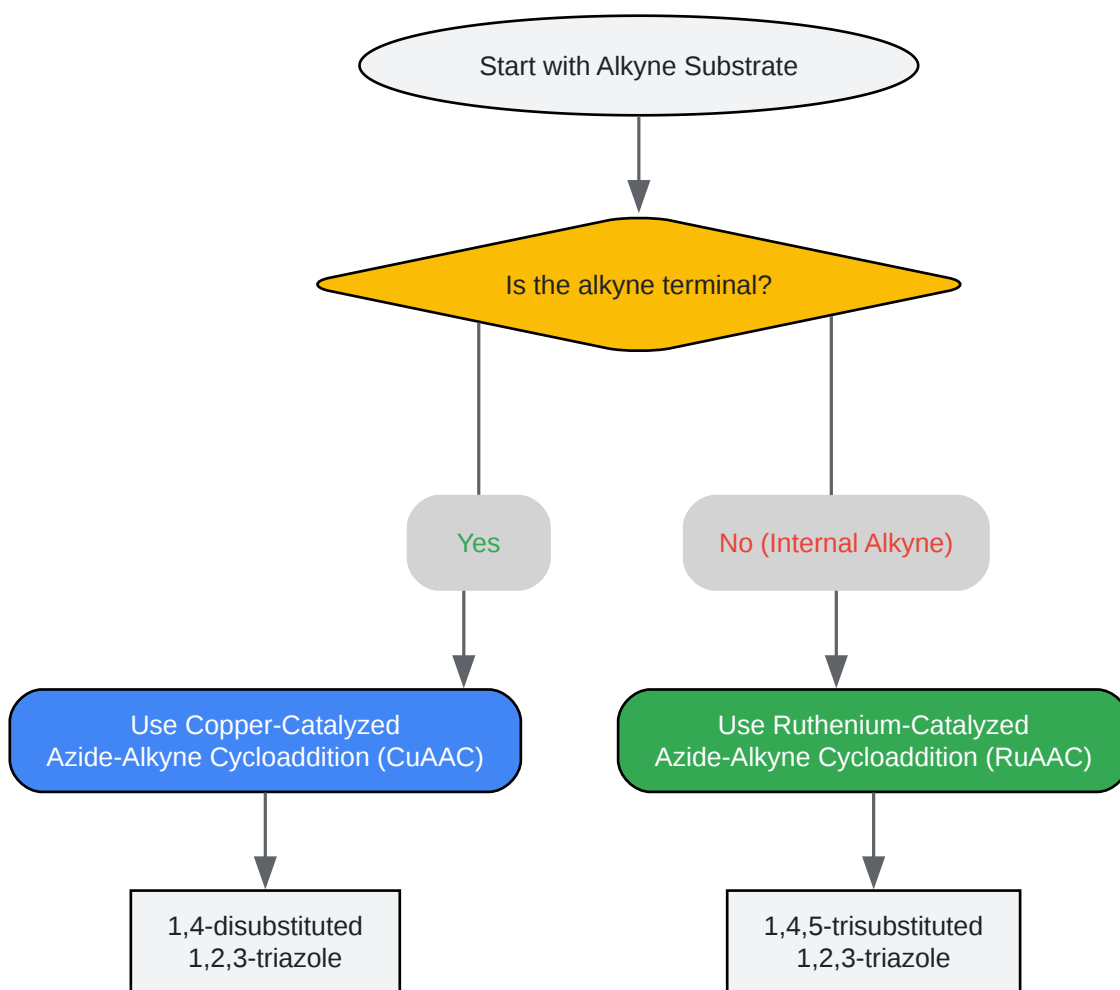 Start with Alkyne Substrate
Is the alkyne terminal?
Yes
No (Internal Alkyne)
Use Copper-Catalyzed
Azide-Alkyne Cycloaddition (CuAAC)
Use Ruthenium-Catalyzed
Azide-Alkyne Cycloaddition (RuAAC)
1,4-disubstituted
1,2,3-triazole
1,4,5-trisubstituted
1,2,3-triazole